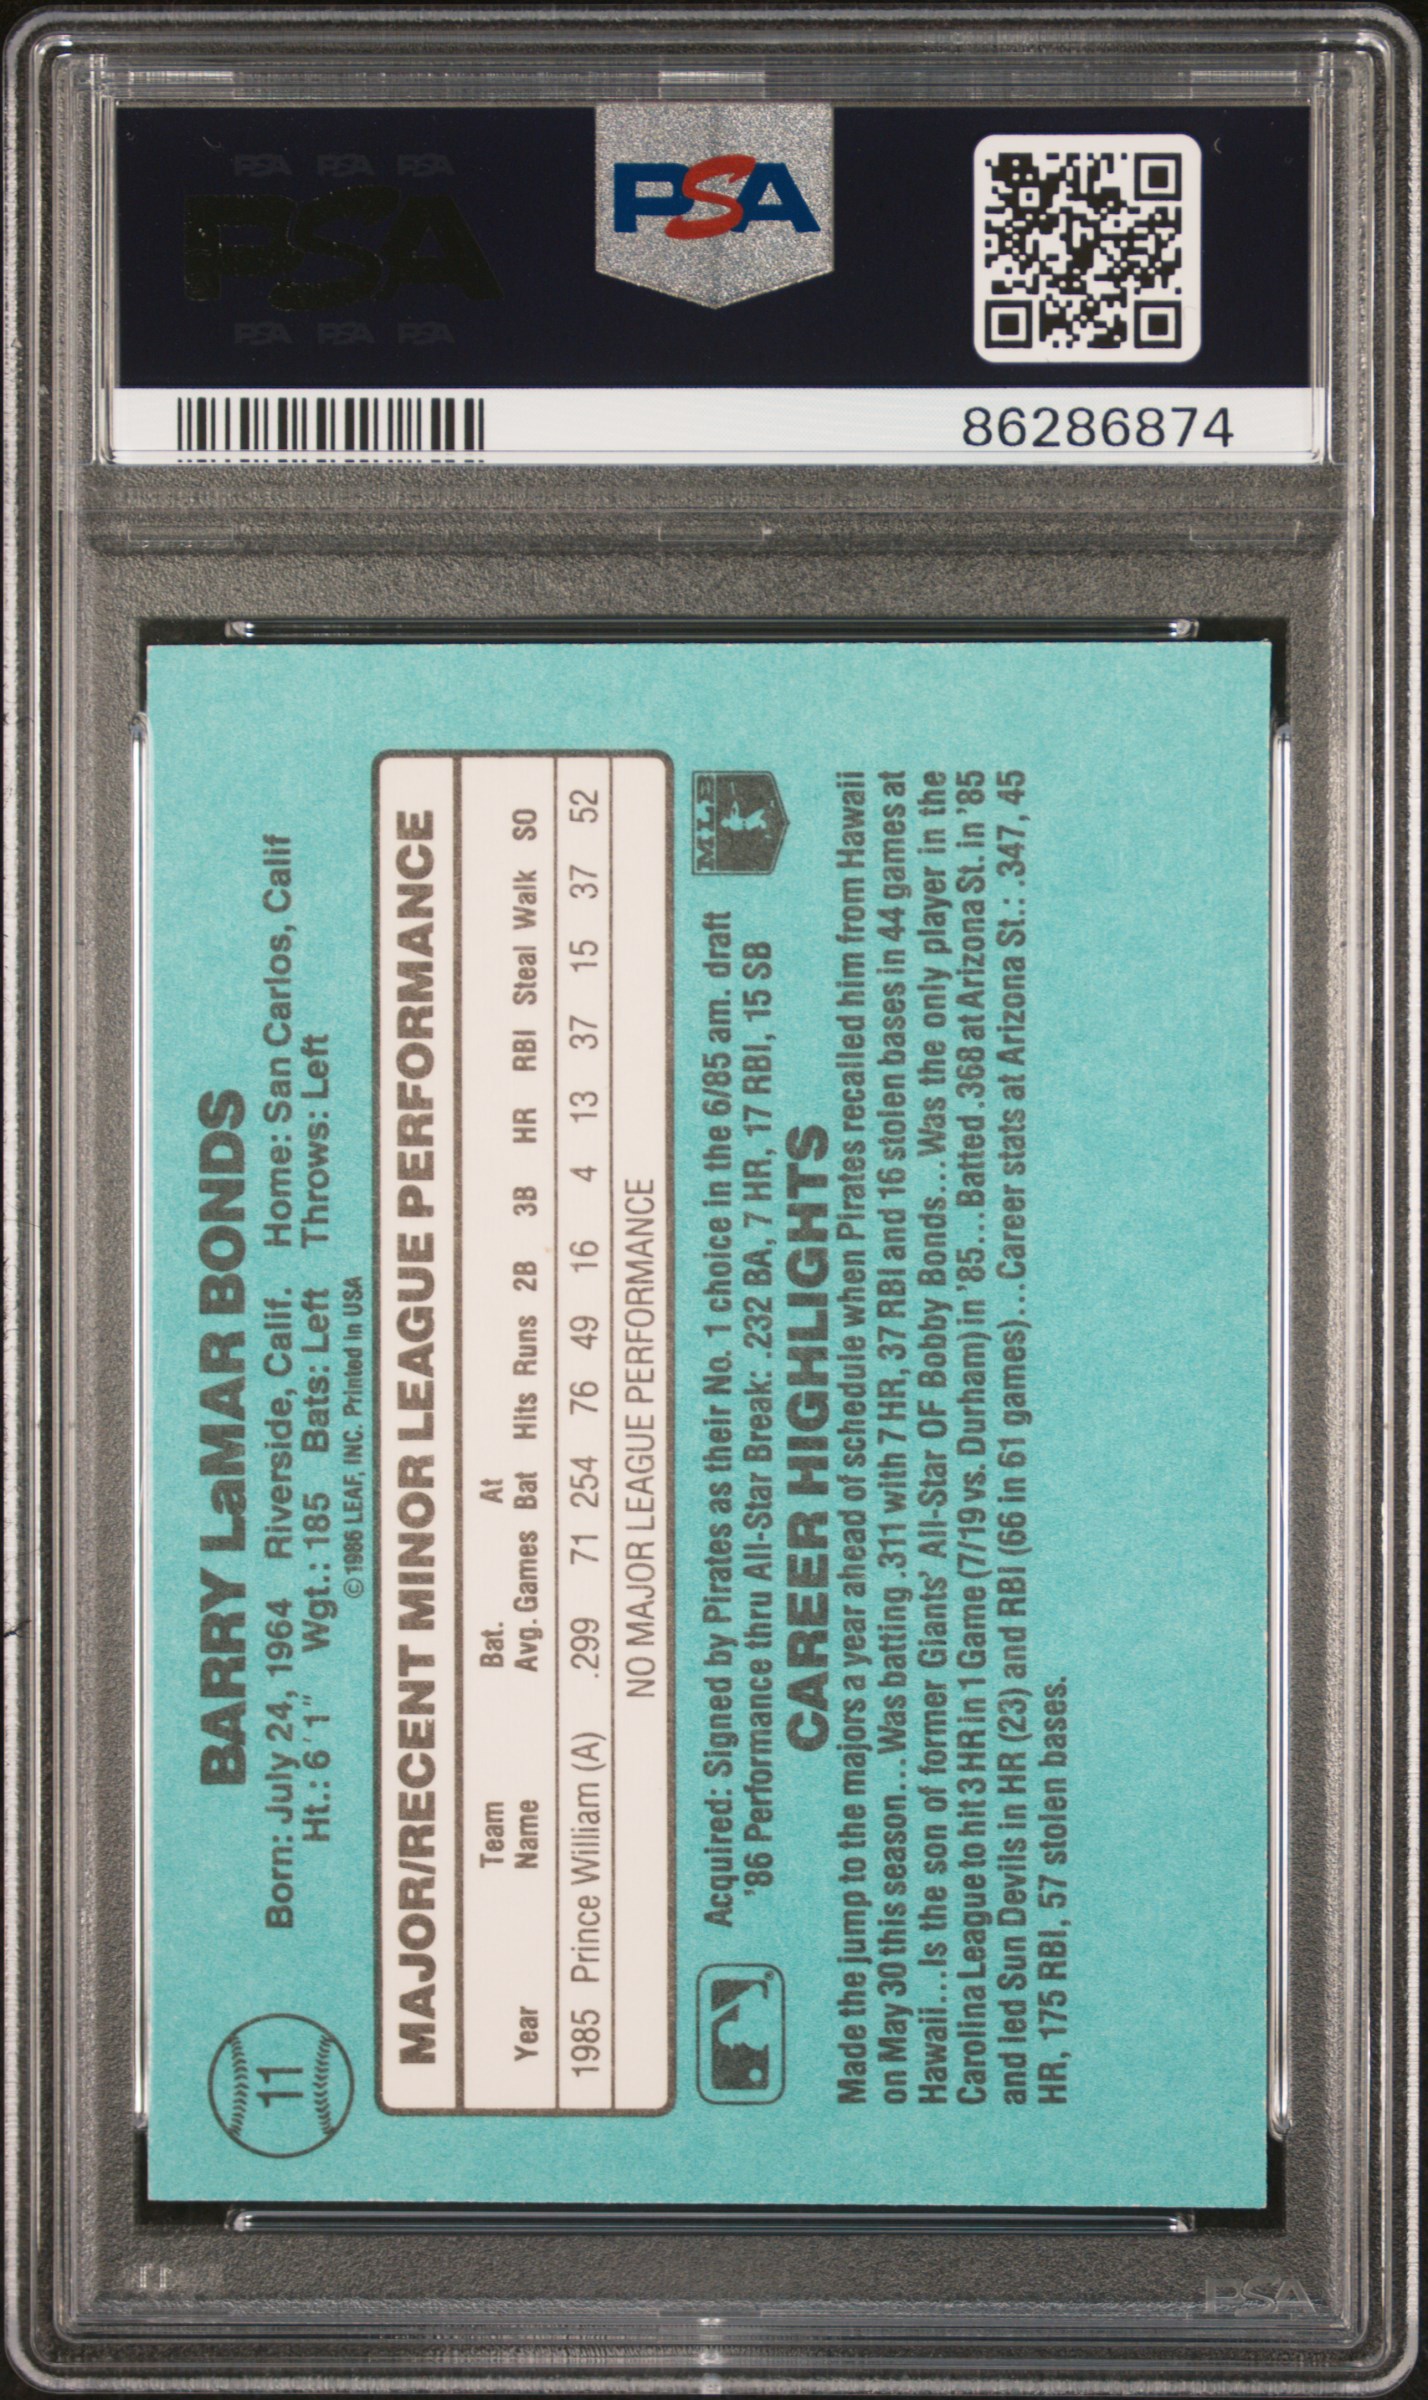 PSA PSA PSA
PSA
PSA PSA PSA
PSA
86286874
11
BARRY LaMAR BONDS
Born: July 24, 1964 Riverside, Calif. Home: San Carlos, Calif
Ht.: 6'1" Wgt.: 185 Bats: Left Throws: Left
© 1986 LEAF, INC. Printed in USA
MAJOR/RECENT MINOR LEAGUE PERFORMANCE
Team Bat. At
Year Name Avg. Games Bat Hits Runs 2B 3B HR RBI Steal Walk SO
1985 Prince William (A) .299 71 254 76 49 16 4 13 37 15 37 52
NO MAJOR LEAGUE PERFORMANCE
Acquired: Signed by Pirates as their No. 1 choice in the 6/85 am. draft
'86 Performance thru All-Star Break: .232 BA, 7 HR, 17 RBI, 15 SB
MLB
CAREER HIGHLIGHTS
Made the jump to the majors a year ahead of schedule when Pirates recalled him from Hawaii
on May 30 this season...Was batting .311 with 7 HR, 37 RBI and 16 stolen bases in 44 games at
Hawaii...Is the son of former Giants' All-Star OF Bobby Bonds...Was the only player in the
Carolina League to hit 3 HR in 1 Game (7/19 vs. Durham) in '85...Batted .368 at Arizona St. in '85
and led Sun Devils in HR (23) and RBI (66 in 61 games)...Career stats at Arizona St.: .347, 45
HR, 175 RBI, 57 stolen bases.
PSA